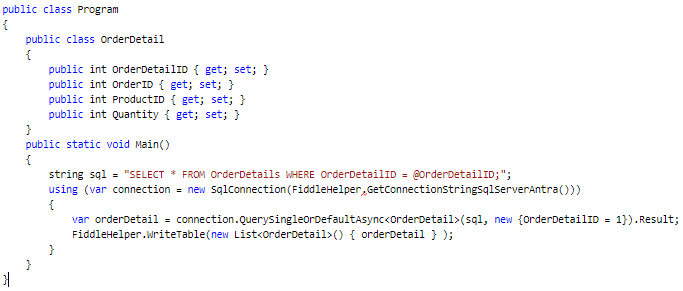 public class Program
{
    public class OrderDetail
    {
        public int OrderDetailID { get; set; }
        public int OrderID { get; set; }
        public int ProductID { get; set; }
        public int Quantity { get; set; }
    }
    public static void Main()
    {
        string sql = "SELECT * FROM OrderDetails WHERE OrderDetailID = @OrderDetailID;";
        using (var connection = new SqlConnection(FiddleHelper.GetConnectionStringSqlServerAntra()))
        {
            var orderDetail = connection.QuerySingleOrDefaultAsync<OrderDetail>(sql, new {OrderDetailID = 1}).Result;
            FiddleHelper.WriteTable(new List<OrderDetail>() { orderDetail } );
        }
    }
}